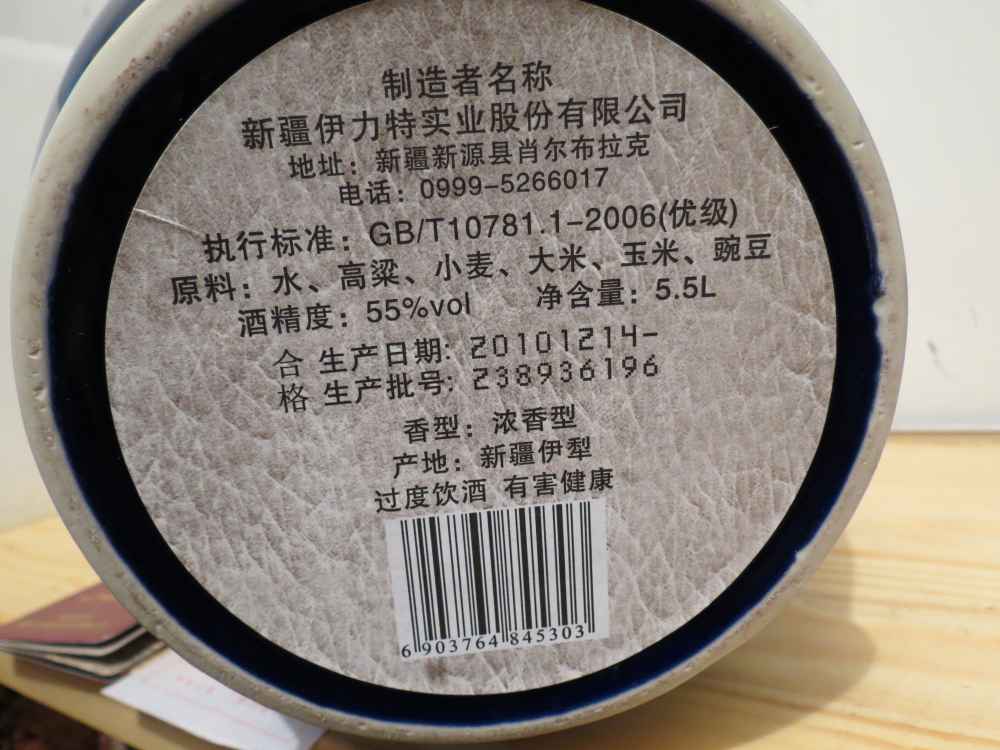 制造者名称
新疆伊力特实业股份有限公司
地址：新疆新源县肖尔布拉克
电话：0999-5266017
执行标准：GB/T10781.1-2006(优级)
原料：水、高粱、小麦、大米、玉米、豌豆
酒精度：55%vol 净含量：5.5L
合 生产日期：20101214-
格 生产批号：238936196
香型：浓香型
产地：新疆伊犁
过度饮酒 有害健康
6 903764 845303